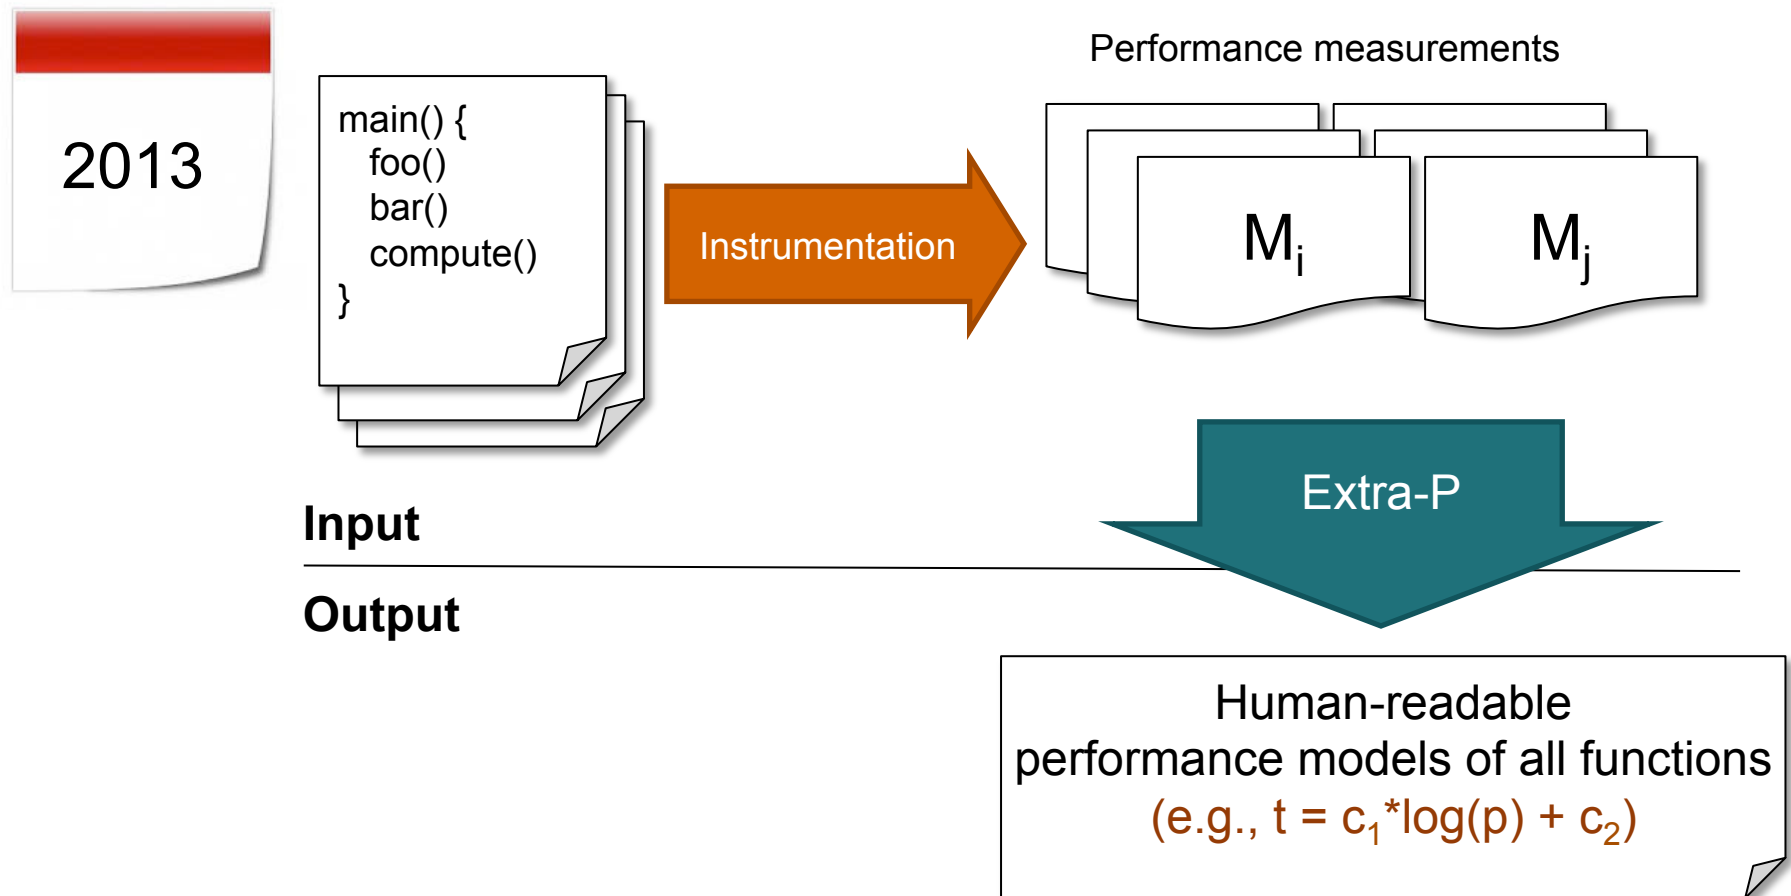 2013
main() {
foo()
bar()
compute()
}
Instrumentation
Performance measurements
Mᵢ
Mⱼ
Extra-P
Input
Output
Human-readable
performance models of all functions
(e.g., t = c₁*log(p) + c₂)